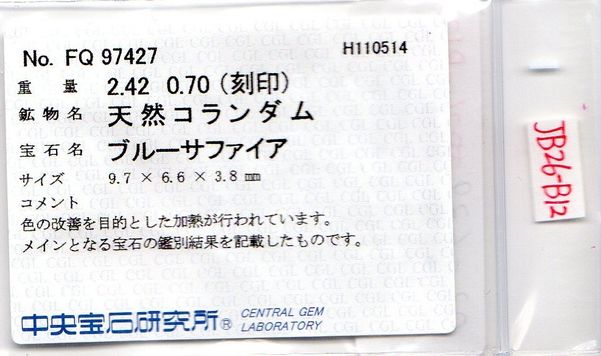 No. FQ 97427 H110514
重量 2.42 0.70（刻印）
鉱物名 天然コランダム
宝石名 ブルーサファイア
サイズ 9.7 × 6.6 × 3.8 ㎜
コメント
色の改善を目的とした加熱が行われています。
メインとなる宝石の鑑別結果を記載したものです。
中央宝石研究所® CENTRAL GEM LABORATORY
JB26-B12